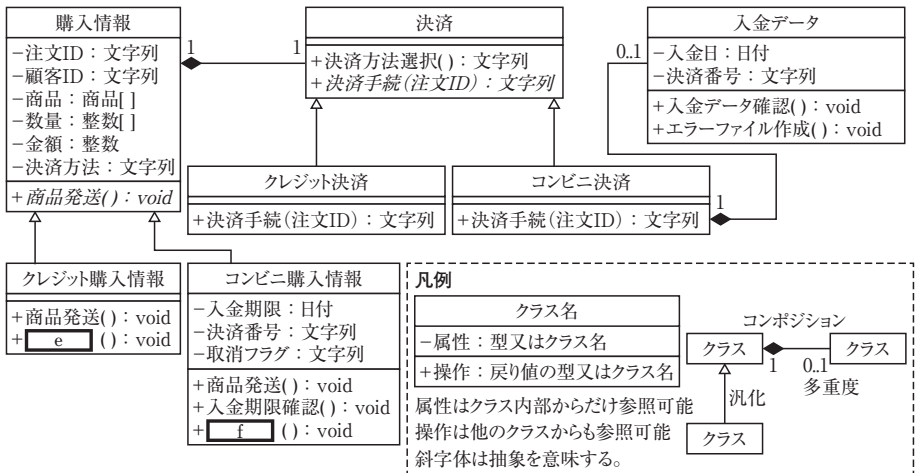 購入情報
−注文ID：文字列
−顧客ID：文字列
−商品：商品[ ]
−数量：整数[ ]
−金額：整数
−決済方法：文字列
+商品発送( )：void
1
1
決済
+決済方法選択( )：文字列
+決済手続(注文ID)：文字列
入金データ
−入金日：日付
−決済番号：文字列
+入金データ確認( )：void
+エラーファイル作成( )：void
0..1
クレジット決済
+決済手続(注文ID)：文字列
コンビニ決済
+決済手続(注文ID)：文字列
1
クレジット購入情報
+商品発送( )：void
+ e ( )：void
コンビニ購入情報
−入金期限：日付
−決済番号：文字列
−取消フラグ：文字列
+商品発送( )：void
+入金期限確認( )：void
+ f ( )：void
凡例
クラス名
−属性：型又はクラス名
+操作：戻り値の型又はクラス名
属性はクラス内部からだけ参照可能
操作は他のクラスからも参照可能
斜字体は抽象を意味する。
コンポジション
クラス
クラス
1
0..1
多重度
汎化
クラス